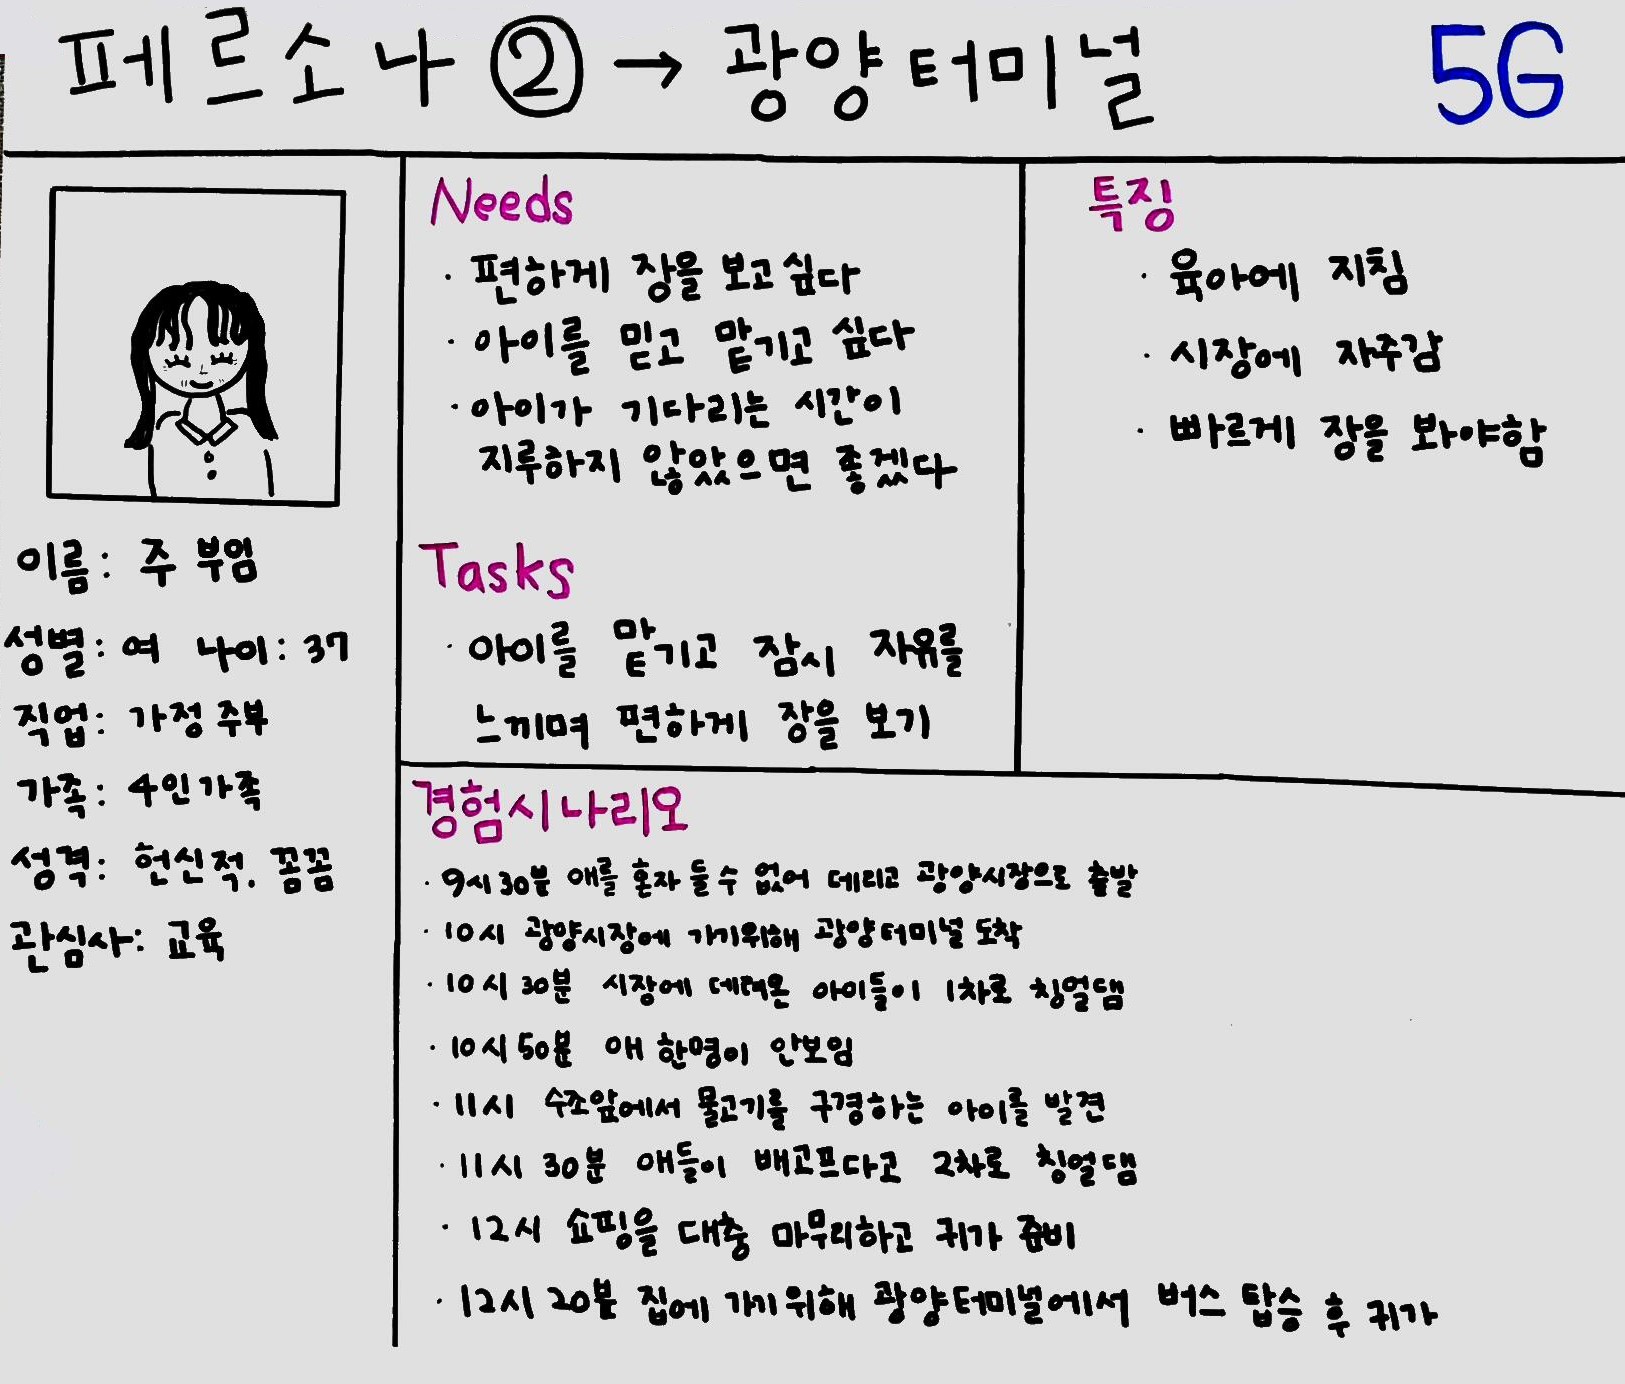 페르소나 ② → 광양터미널
5G
이름: 주 부임
성별: 여 나이: 37
직업: 가정 주부
가족: 4인가족
성격: 헌신적, 꼼꼼
관심사: 교육
Needs
· 편하게 장을 보고싶다
· 아이를 믿고 맡기고 싶다
· 아이가 기다리는 시간이
지루하지 않았으면 좋겠다
Tasks
· 아이를 맡기고 잠시 자유를
느끼며 편하게 장을 보기
특징
· 육아에 지침
· 시장에 자주감
· 빠르게 장을 봐야함
경험시나리오
· 9시30분 애를 혼자 둘수 없어 데리고 광양시장으로 출발
· 10시 광양시장에 가기위해 광양터미널 도착
· 10시 30분 시장에 데려온 아이들이 1차로 칭얼댐
· 10시50분 애 한명이 안보임
· 11시 수조앞에서 물고기를 구경하는 아이를 발견
· 11시 30분 애들이 배고프다고 2차로 칭얼댐
· 12시 쇼핑을 대충 마무리하고 귀가 준비
· 12시 20분 집에 가기위해 광양터미널에서 버스 탑승 후 귀가